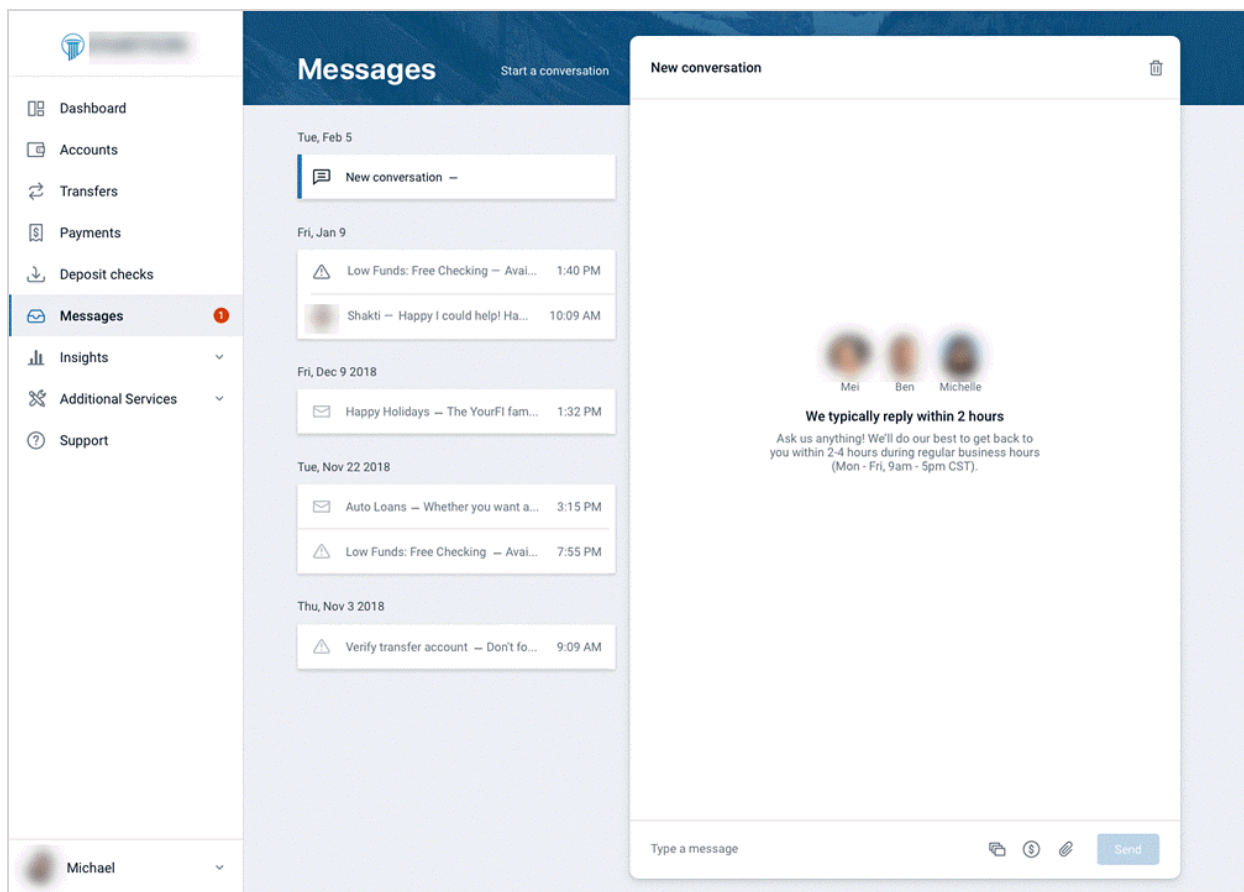 Dashboard
Accounts
Transfers
Payments
Deposit checks
Messages 1
Insights
Additional Services
Support
Michael
Messages Start a conversation
Tue, Feb 5
New conversation –
Fri, Jan 9
Low Funds: Free Checking — Avai... 1:40 PM
Shakti — Happy I could help! Ha... 10:09 AM
Fri, Dec 9 2018
Happy Holidays – The YourFI fam... 1:32 PM
Tue, Nov 22 2018
Auto Loans – Whether you want a... 3:15 PM
Low Funds: Free Checking – Avai... 7:55 PM
Thu, Nov 3 2018
Verify transfer account – Don't fo... 9:09 AM
New conversation
Mei Ben Michelle
We typically reply within 2 hours
Ask us anything! We'll do our best to get back to
you within 2-4 hours during regular business hours
(Mon - Fri, 9am - 5pm CST).
Type a message Send